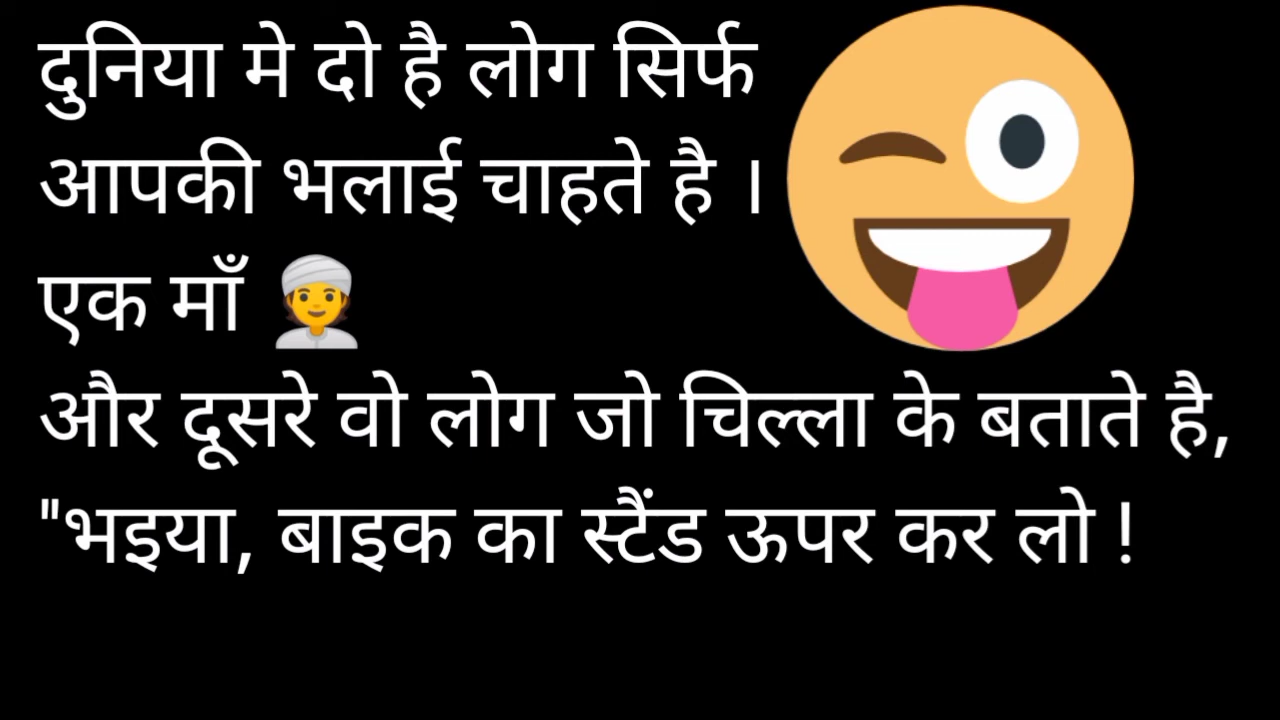 दुनिया मे दो है लोग सिर्फ
आपकी भलाई चाहते है ।
एक माँ 👳
और दूसरे वो लोग जो चिल्ला के बताते है,
"भइया, बाइक का स्टैंड ऊपर कर लो !